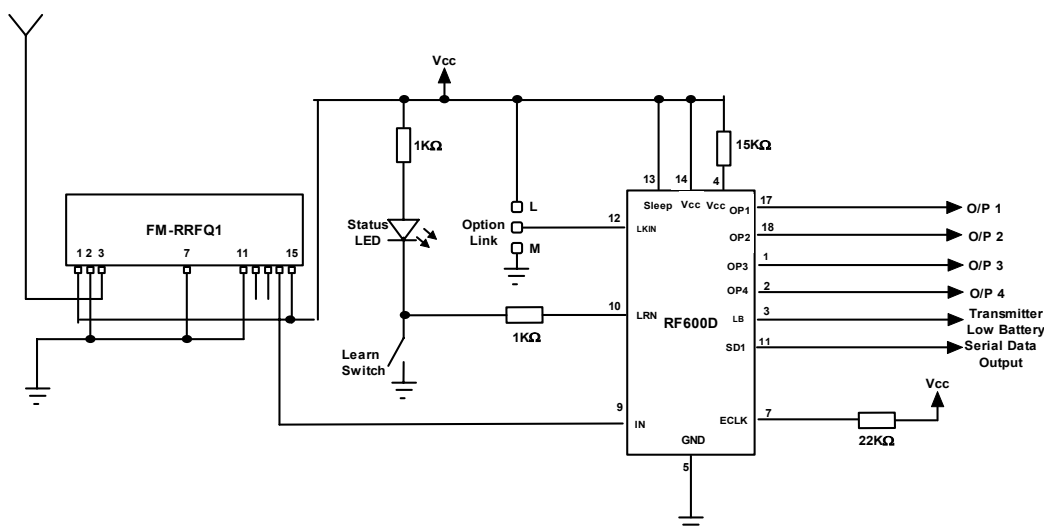 Vcc
1KΩ
15KΩ
13
14
4
Sleep
Vcc
Vcc
OP1
17
O/P 1
FM-RRFQ1
1
2
3
7
11
15
Status
LED
Option
Link
L
M
12
LKIN
OP2
18
O/P 2
OP3
1
O/P 3
OP4
2
O/P 4
10
LRN
RF600D
LB
3
Transmitter
Low Battery
1KΩ
SD1
11
Serial Data
Output
Learn
Switch
Vcc
9
IN
ECLK
7
22KΩ
GND
5